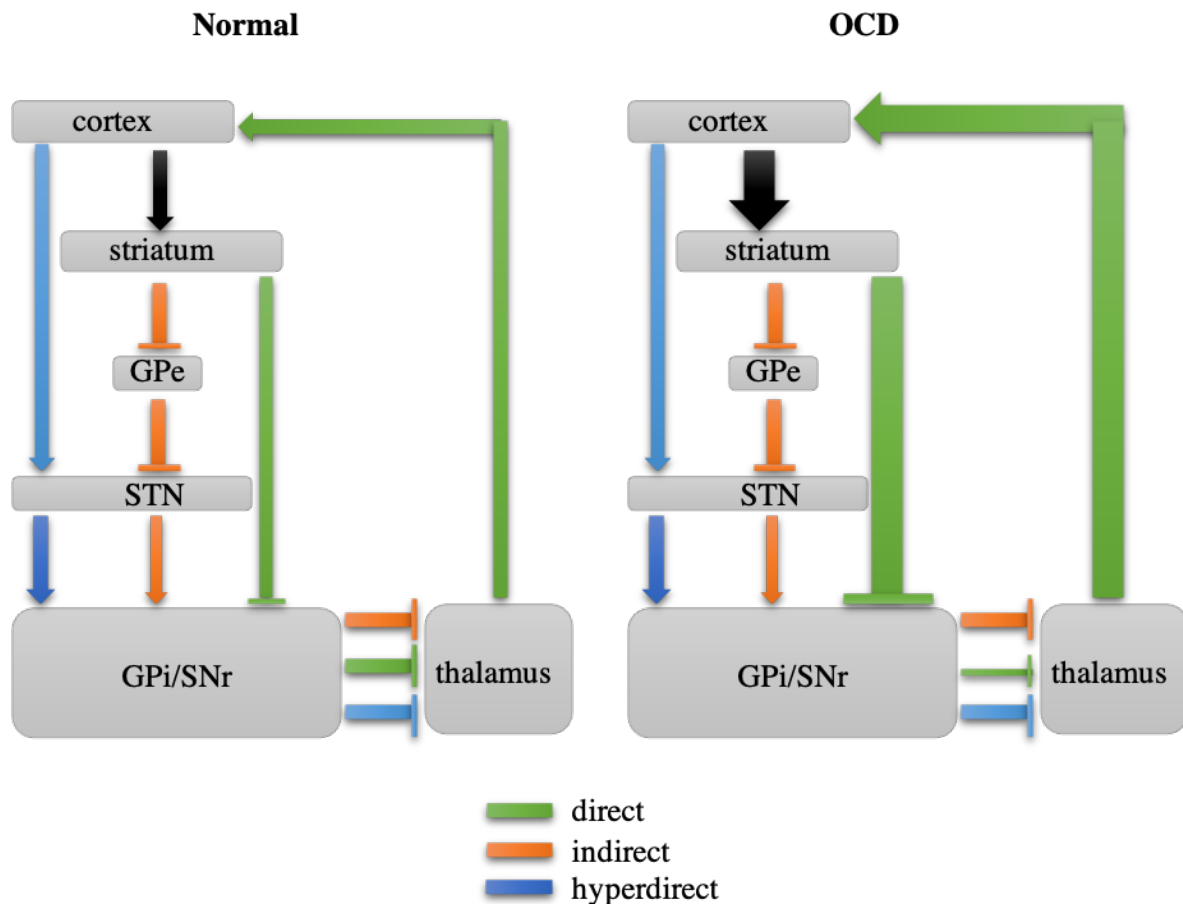 Normal
cortex
striatum
GPe
STN
GPi/SNr
thalamus
OCD
cortex
striatum
GPe
STN
GPi/SNr
thalamus
direct
indirect
hyperdirect